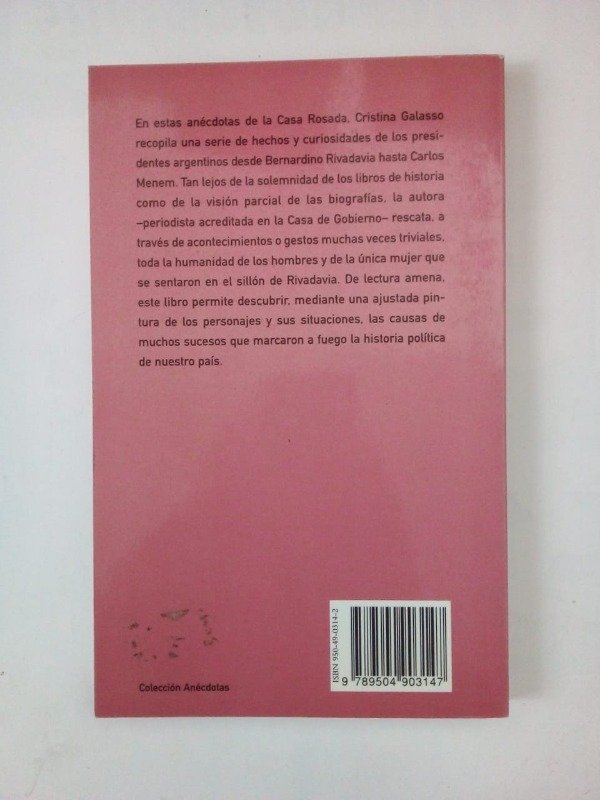 En estas anécdotas de la Casa Rosada, Cristina Galasso
recopila una serie de hechos y curiosidades de los presi-
dentes argentinos desde Bernardino Rivadavia hasta Carlos
Menem. Tan lejos de la solemnidad de los libros de historia
como de la visión parcial de las biografías, la autora
–periodista acreditada en la Casa de Gobierno– rescata, a
través de acontecimientos o gestos muchas veces triviales,
toda la humanidad de los hombres y de la única mujer que
se sentaron en el sillón de Rivadavia. De lectura amena,
este libro permite descubrir, mediante una ajustada pin-
tura de los personajes y sus situaciones, las causas de
muchos sucesos que marcaron a fuego la historia política
de nuestro país.
ISBN 950-49-0314-2
9 789504 903147
Colección Anécdotas